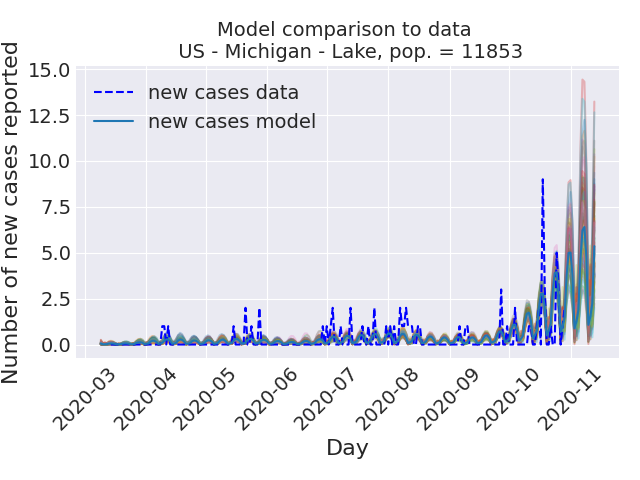 Model comparison to data
US - Michigan - Lake, pop. = 11853
Number of new cases reported
15.0
12.5
10.0
7.5
5.0
2.5
0.0
new cases data
new cases model
2020-03
2020-04
2020-05
2020-06
2020-07
2020-08
2020-09
2020-10
2020-11
Day